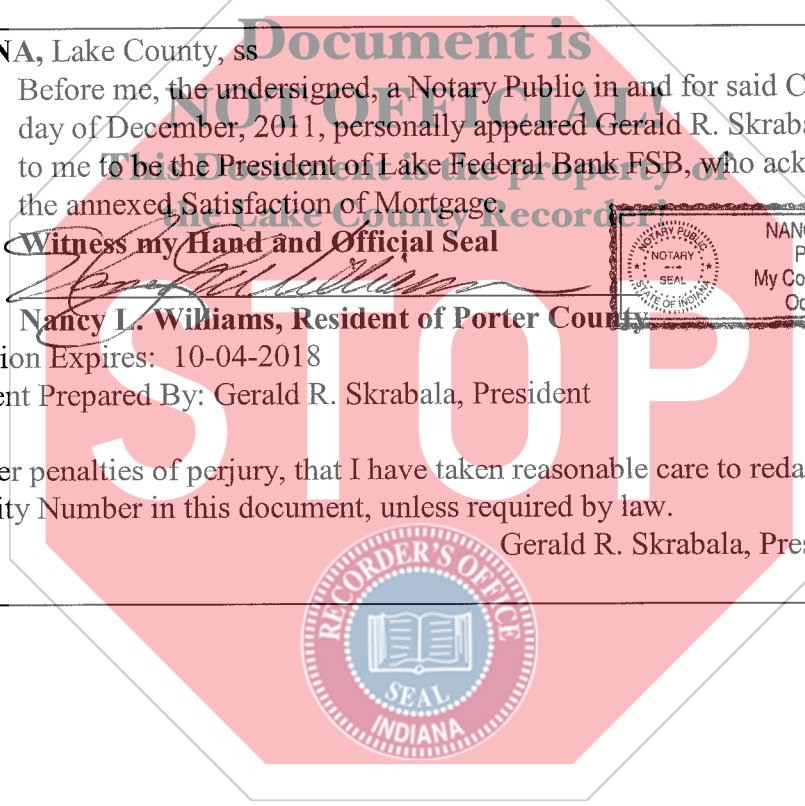 Document is
NA, Lake County, ss
Before me, the undersigned, a Notary Public in and for said C
NOT OFFICIAL!
day of December, 2011, personally appeared Gerald R. Skraba
This Document is the property of
to me to be the President of Lake Federal Bank FSB, who ack
the annexed Satisfaction of Mortgage.
the Lake County Recorder!
Witness my Hand and Official Seal
NOTARY PUBLIC
NOTARY
SEAL
STATE OF INDIANA
NANC
P
My Co
Oc
Nancy L. Williams
Nancy L. Williams, Resident of Porter County
ion Expires: 10-04-2018
ent Prepared By: Gerald R. Skrabala, President
STOP
er penalties of perjury, that I have taken reasonable care to reda
ity Number in this document, unless required by law.
Gerald R. Skrabala, Pres
RECORDER'S OFFICE
SEAL
INDIANA